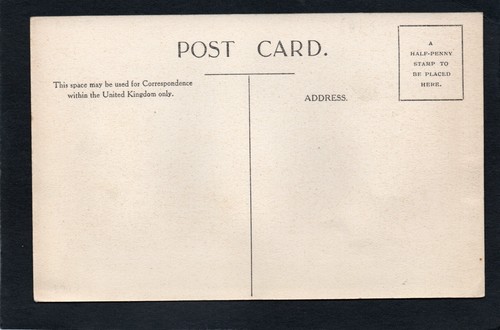 POST CARD.
A
HALF-PENNY
STAMP TO
BE PLACED
HERE.
This space may be used for Correspondence
within the United Kingdom only.
ADDRESS.